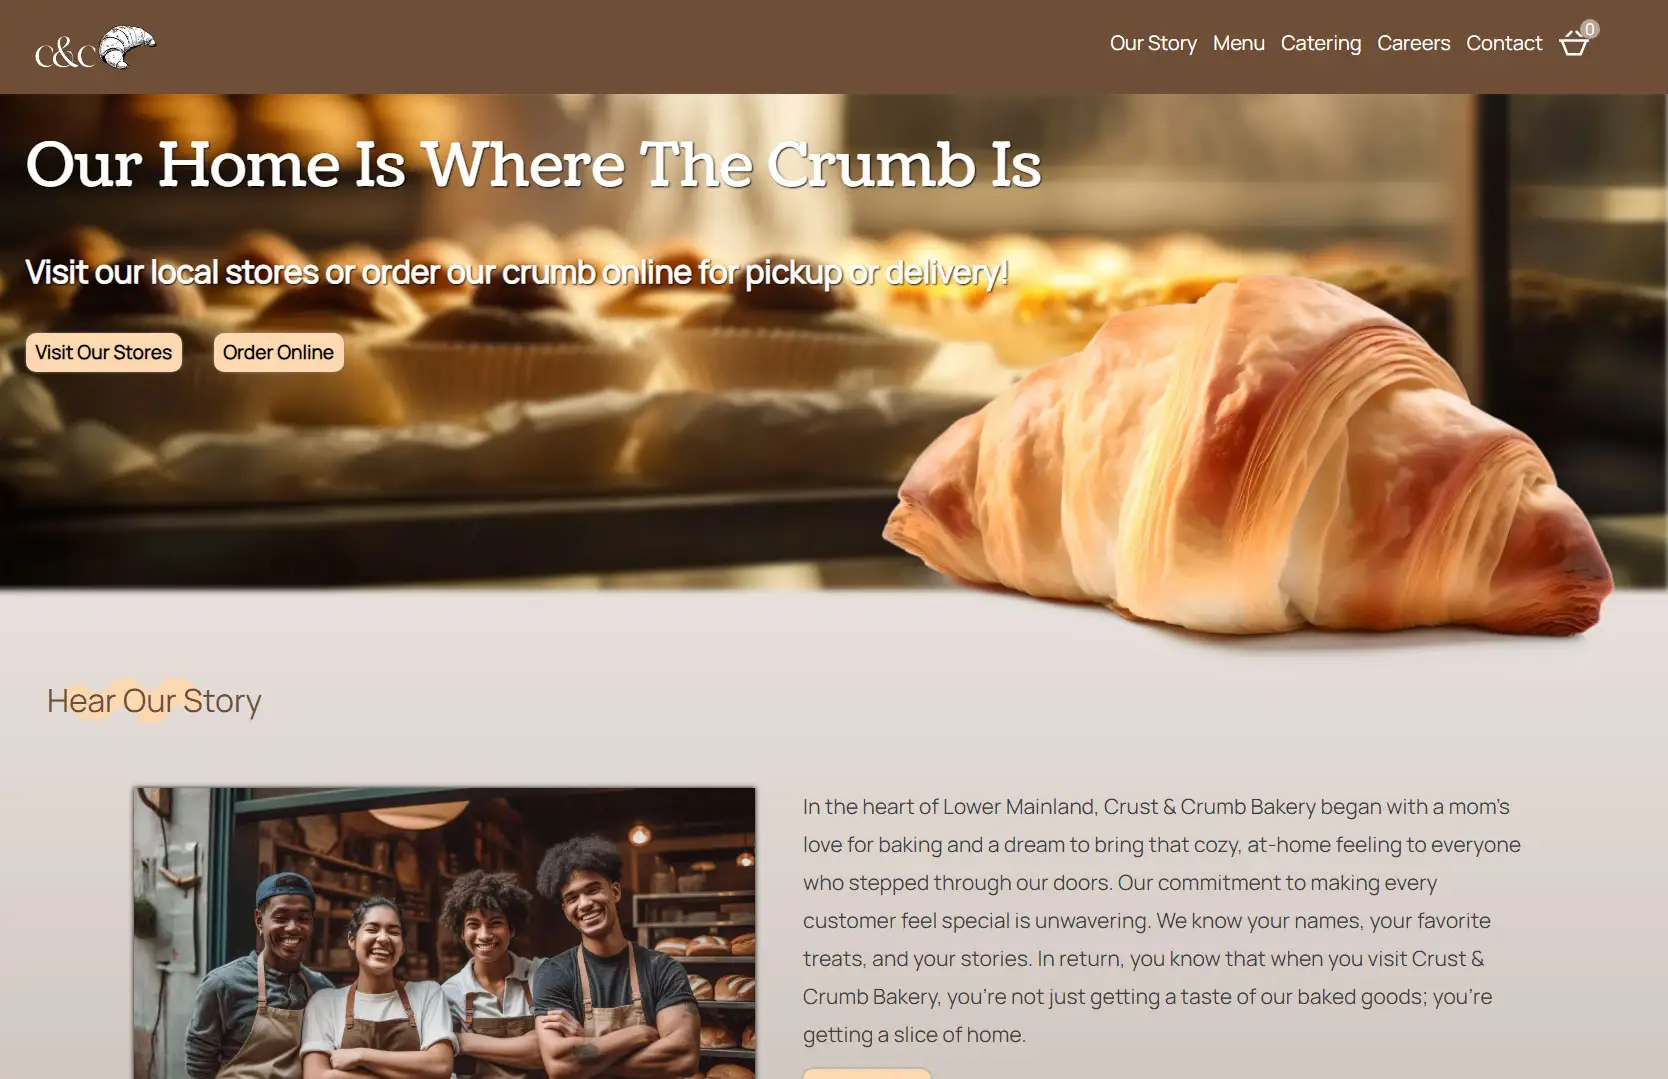 c&c
Our Story Menu Catering Careers Contact 0
Our Home Is Where The Crumb Is
Visit our local stores or order our crumb online for pickup or delivery!
Visit Our Stores Order Online
Hear Our Story
In the heart of Lower Mainland, Crust & Crumb Bakery began with a mom's
love for baking and a dream to bring that cozy, at-home feeling to everyone
who stepped through our doors. Our commitment to making every
customer feel special is unwavering. We know your names, your favorite
treats, and your stories. In return, you know that when you visit Crust &
Crumb Bakery, you're not just getting a taste of our baked goods; you're
getting a slice of home.